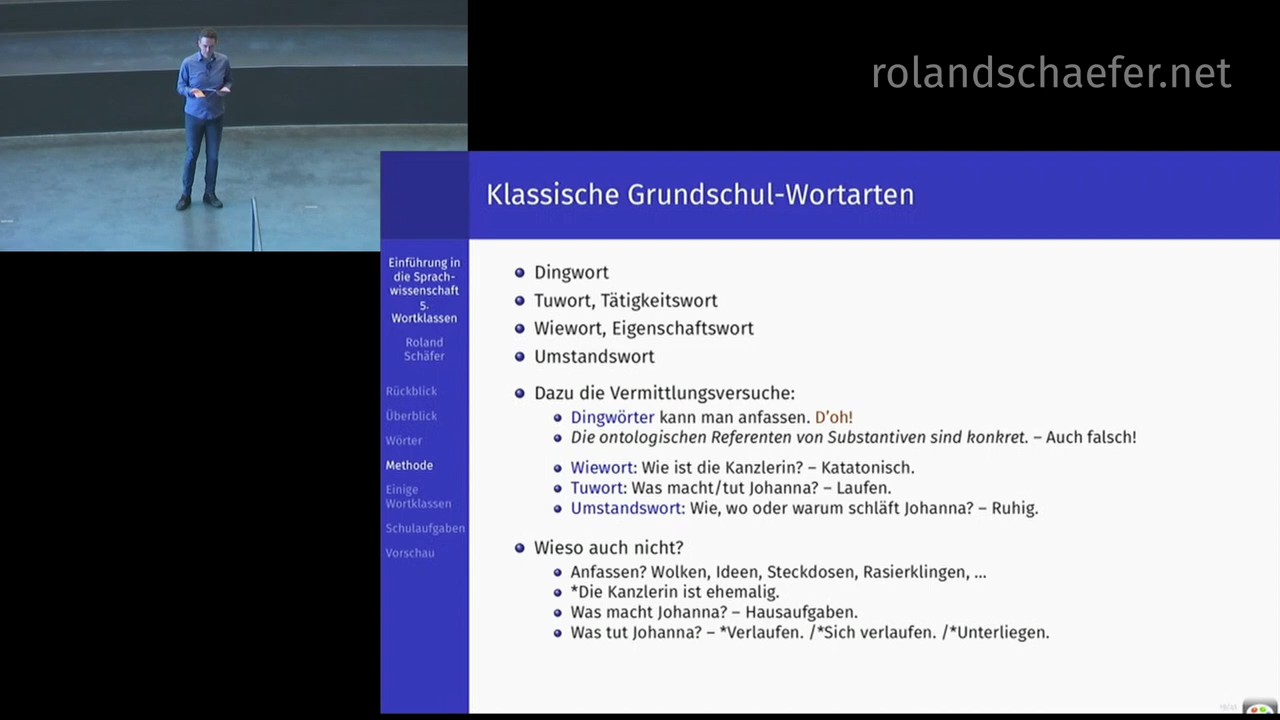 rolandschaefer.net
Klassische Grundschul-Wortarten
Einführung in
die Sprach-
wissenschaft
5.
Wortklassen
Roland
Schäfer
Rückblick
Überblick
Wörter
Methode
Einige
Wortklassen
Schulaufgaben
Vorschau
Dingwort
Tuwort, Tätigkeitswort
Wiewort, Eigenschaftswort
Umstandswort
Dazu die Vermittlungsversuche:
Dingwörter kann man anfassen. D'oh!
Die ontologischen Referenten von Substantiven sind konkret. – Auch falsch!
Wiewort: Wie ist die Kanzlerin? – Katatonisch.
Tuwort: Was macht/tut Johanna? – Laufen.
Umstandswort: Wie, wo oder warum schläft Johanna? – Ruhig.
Wieso auch nicht?
Anfassen? Wolken, Ideen, Steckdosen, Rasierklingen, ...
*Die Kanzlerin ist ehemalig.
Was macht Johanna? – Hausaufgaben.
Was tut Johanna? – *Verlaufen. /*Sich verlaufen. /*Unterliegen.